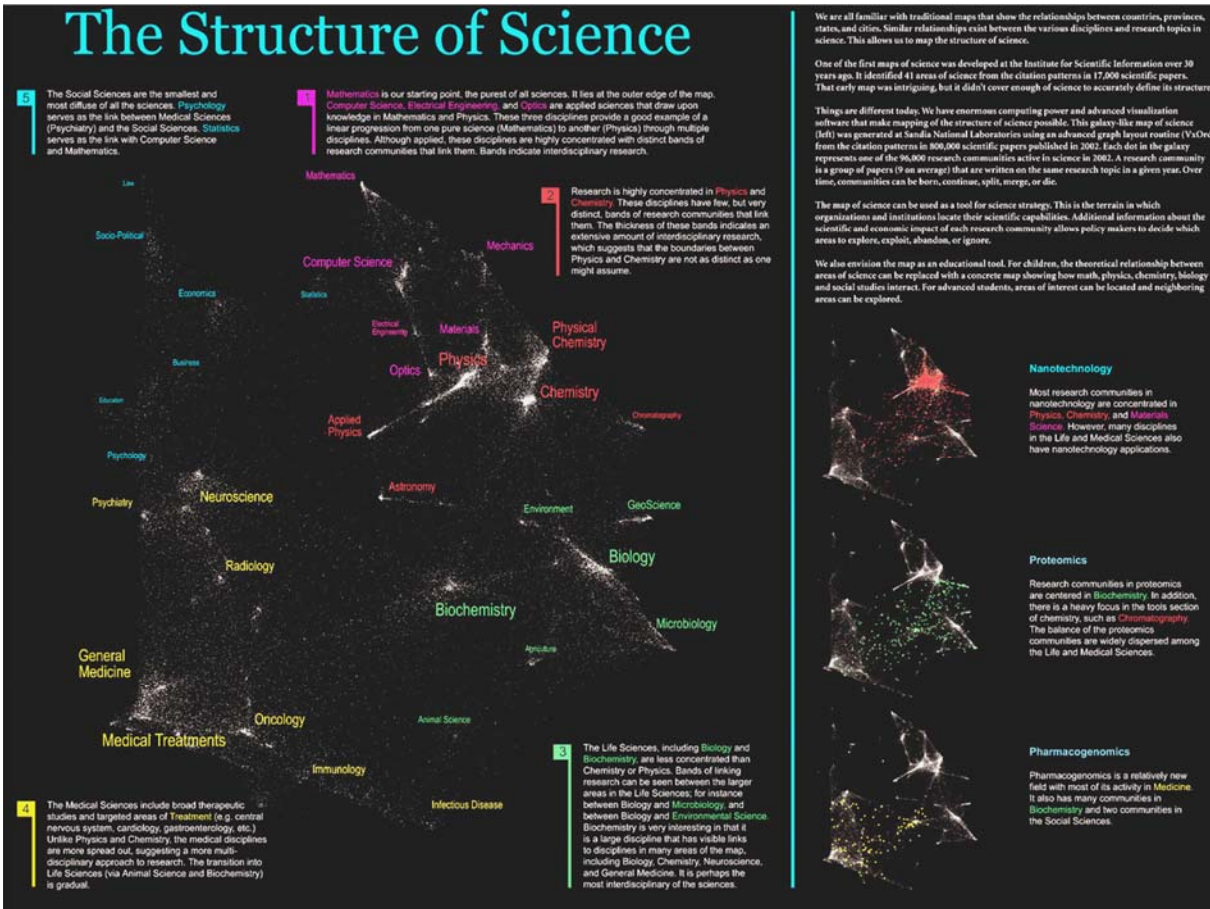 The Structure of Science
5
The Social Sciences are the smallest and
most diffuse of all the sciences. Psychology
serves as the link between Medical Sciences
(Psychiatry) and the Social Sciences. Statistics
serves as the link with Computer Science
and Mathematics.
1
Mathematics is our starting point, the purest of all sciences. It lies at the outer edge of the map.
Computer Science, Electrical Engineering, and Optics are applied sciences that draw upon
knowledge in Mathematics and Physics. These three disciplines provide a good example of a
linear progression from one pure science (Mathematics) to another (Physics) through multiple
disciplines. Although applied, these disciplines are highly concentrated with distinct bands of
research communities that link them. Bands indicate interdisciplinary research.
2
Research is highly concentrated in Physics and
Chemistry. These disciplines have few, but very
distinct, bands of research communities that link
them. The thickness of these bands indicates an
extensive amount of interdisciplinary research,
which suggests that the boundaries between
Physics and Chemistry are not as distinct as one
might assume.
Law
Mathematics
Socio-Political
Mechanics
Computer Science
Economics
Statistics
Electrical
Engineering
Materials
Physical
Chemistry
Physics
Business
Optics
Chemistry
Education
Applied
Physics
Chromatography
Psychology
Astronomy
Neuroscience
Psychiatry
Environment
GeoScience
Radiology
Biology
Biochemistry
Microbiology
General
Medicine
Agriculture
Oncology
Animal Science
Medical Treatments
Immunology
Infectious Disease
3
The Life Sciences, including Biology and
Biochemistry, are less concentrated than
Chemistry or Physics. Bands of linking
research can be seen between the larger
areas in the Life Sciences; for instance
between Biology and Microbiology, and
between Biology and Environmental Science.
Biochemistry is very interesting in that it
is a large discipline that has visible links
to disciplines in many areas of the map,
including Biology, Chemistry, Neuroscience,
and General Medicine. It is perhaps the
most interdisciplinary of the sciences.
4
The Medical Sciences include broad therapeutic
studies and targeted areas of Treatment (e.g. central
nervous system, cardiology, gastroenterology, etc.)
Unlike Physics and Chemistry, the medical disciplines
are more spread out, suggesting a more multi-
disciplinary approach to research. The transition into
Life Sciences (via Animal Science and Biochemistry)
is gradual.
We are all familiar with traditional maps that show the relationships between countries, provinces,
states, and cities. Similar relationships exist between the various disciplines and research topics in
science. This allows us to map the structure of science.
One of the first maps of science was developed at the Institute for Scientific Information over 30
years ago. It identified 41 areas of science from the citation patterns in 17,000 scientific papers.
That early map was intriguing, but it didn't cover enough of science to accurately define its structure
Things are different today. We have enormous computing power and advanced visualization
software that make mapping of the structure of science possible. This galaxy-like map of science
(left) was generated at Sandia National Laboratories using an advanced graph layout routine (VxOrd
from the citation patterns in 800,000 scientific papers published in 2002. Each dot in the galaxy
represents one of the 96,000 research communities active in science in 2002. A research community
is a group of papers (9 on average) that are written on the same research topic in a given year. Over
time, communities can be born, continue, split, merge, or die.
The map of science can be used as a tool for science strategy. This is the terrain in which
organizations and institutions locate their scientific capabilities. Additional information about the
scientific and economic impact of each research community allows policy makers to decide which
areas to explore, exploit, abandon, or ignore.
We also envision the map as an educational tool. For children, the theoretical relationship between
areas of science can be replaced with a concrete map showing how math, physics, chemistry, biology
and social studies interact. For advanced students, areas of interest can be located and neighboring
areas can be explored.
Nanotechnology
Most research communities in
nanotechnology are concentrated in
Physics, Chemistry, and Materials
Science. However, many disciplines
in the Life and Medical Sciences also
have nanotechnology applications.
Proteomics
Research communities in proteomics
are centered in Biochemistry. In addition,
there is a heavy focus in the tools section
of chemistry, such as Chromatography.
The balance of the proteomics
communities are widely dispersed among
the Life and Medical Sciences.
Pharmacogenomics
Pharmacogenomics is a relatively new
field with most of its activity in Medicine.
It also has many communities in
Biochemistry and two communities in
the Social Sciences.